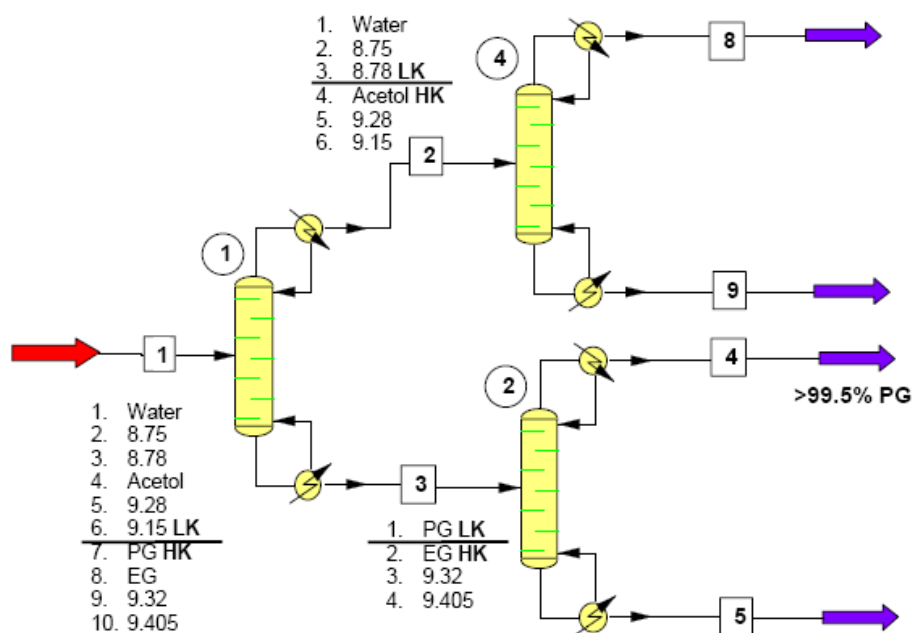 1. Water
2. 8.75
3. 8.78 LK
4. Acetol HK
5. 9.28
6. 9.15
4
8
2
1
9
1
4
>99.5% PG
2
1. Water
2. 8.75
3. 8.78
4. Acetol
5. 9.28
6. 9.15 LK
7. PG HK
8. EG
9. 9.32
10. 9.405
3
1. PG LK
2. EG HK
3. 9.32
4. 9.405
5